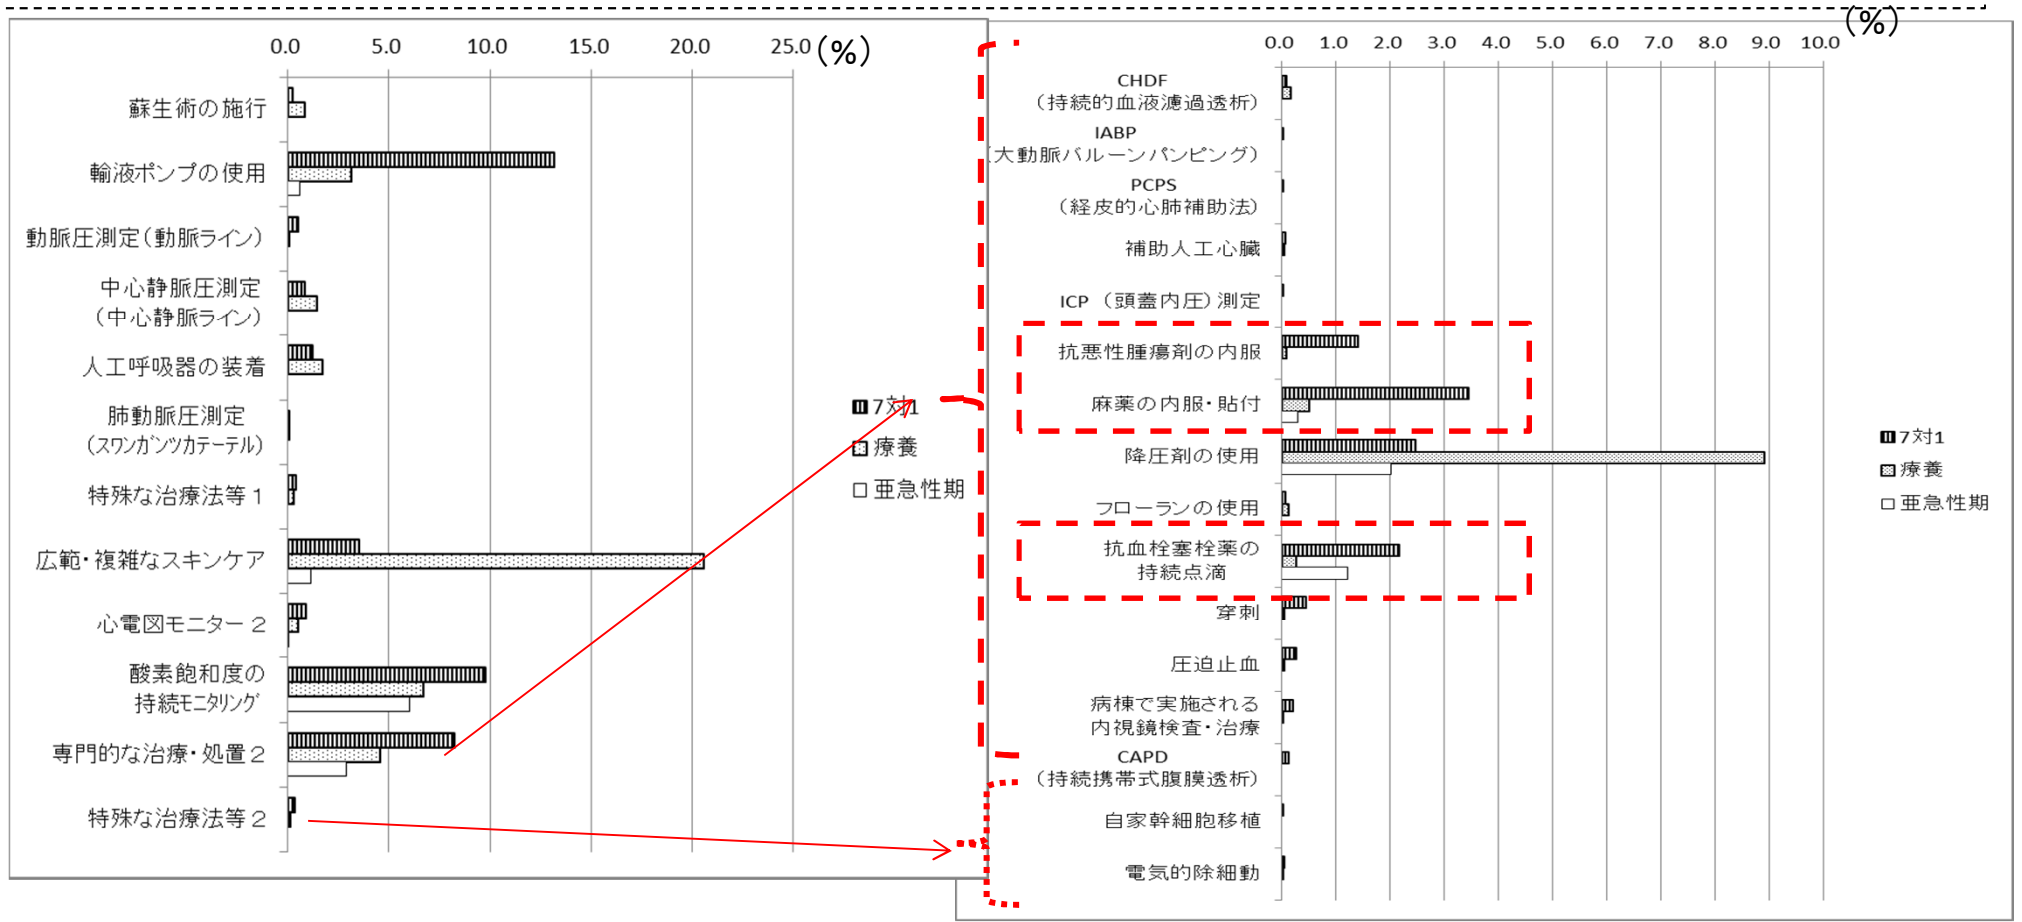 0.0 5.0 10.0 15.0 20.0 25.0 (%)
蘇生術の施行
輸液ポンプの使用
動脈圧測定(動脈ライン)
中心静脈圧測定
(中心静脈ライン)
人工呼吸器の装着
肺動脈圧測定
(スワンガンツカテーテル)
特殊な治療法等1
広範・複雑なスキンケア
心電図モニター2
酸素飽和度の
持続モニタリング
専門的な治療・処置2
特殊な治療法等2
7対1
療養
亜急性期
(%)
0.0 1.0 2.0 3.0 4.0 5.0 6.0 7.0 8.0 9.0 10.0
CHDF
(持続的血液濾過透析)
IABP
(大動脈バルーンパンピング)
PCPS
(経皮的心肺補助法)
補助人工心臓
ICP (頭蓋内圧)測定
抗悪性腫瘍剤の内服
麻薬の内服・貼付
降圧剤の使用
フローランの使用
抗血栓塞栓薬の
持続点滴
穿刺
圧迫止血
病棟で実施される
内視鏡検査・治療
CAPD
(持続携帯式腹膜透析)
自家幹細胞移植
電気的除細動
7対1
療養
亜急性期